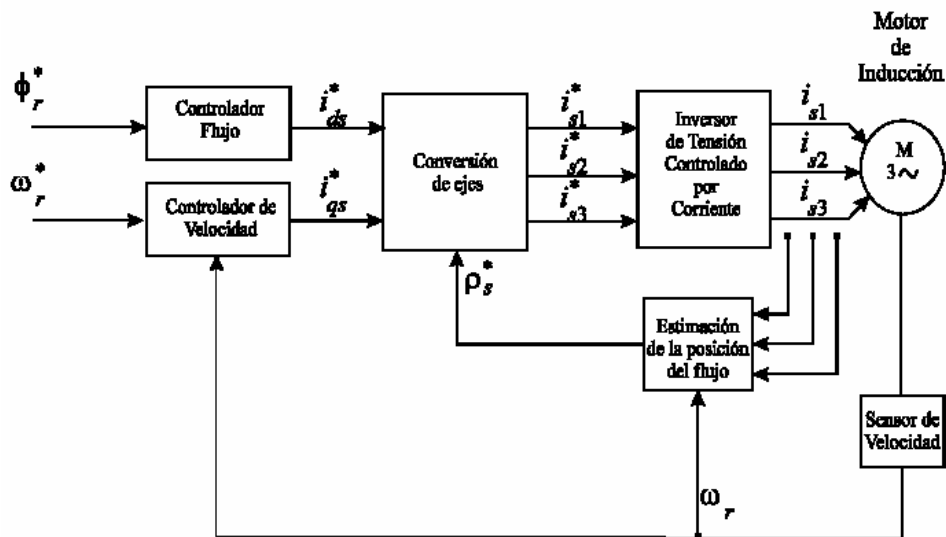 Motor
de
Inducción
ϕ*r
Controlador
Flujo
i*ds
Conversión
de ejes
i*s1
i*s2
i*s3
Inversor
de Tensión
Controlado
por
Corriente
is1
is2
is3
M
3~
ω*r
Controlador de
Velocidad
i*qs
ρ*s
Estimación
de la posición
del flujo
Sensor de
Velocidad
ωr